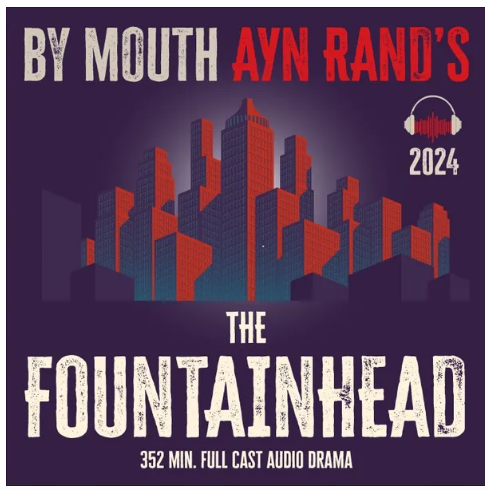 BY MOUTH AYN RAND'S
2024
THE
FOUNTAINHEAD
352 MIN. FULL CAST AUDIO DRAMA